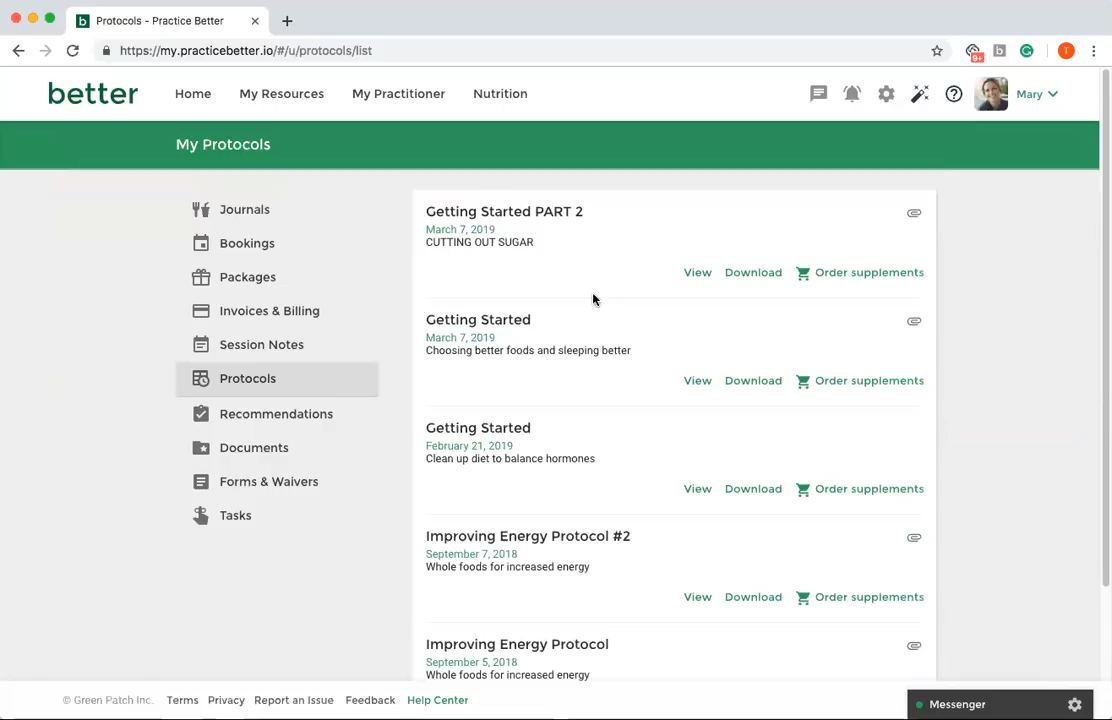 b Protocols - Practice Better
https://my.practicebetter.io/#/u/protocols/list
9+
b
G
T
better
Home
My Resources
My Practitioner
Nutrition
Mary
My Protocols
Journals
Bookings
Packages
Invoices & Billing
Session Notes
Protocols
Recommendations
Documents
Forms & Waivers
Tasks
Getting Started PART 2
March 7, 2019
CUTTING OUT SUGAR
View Download Order supplements
Getting Started
March 7, 2019
Choosing better foods and sleeping better
View Download Order supplements
Getting Started
February 21, 2019
Clean up diet to balance hormones
View Download Order supplements
Improving Energy Protocol #2
September 7, 2018
Whole foods for increased energy
View Download Order supplements
Improving Energy Protocol
September 5, 2018
Whole foods for increased energy
© Green Patch Inc. Terms Privacy Report an Issue Feedback Help Center
Messenger